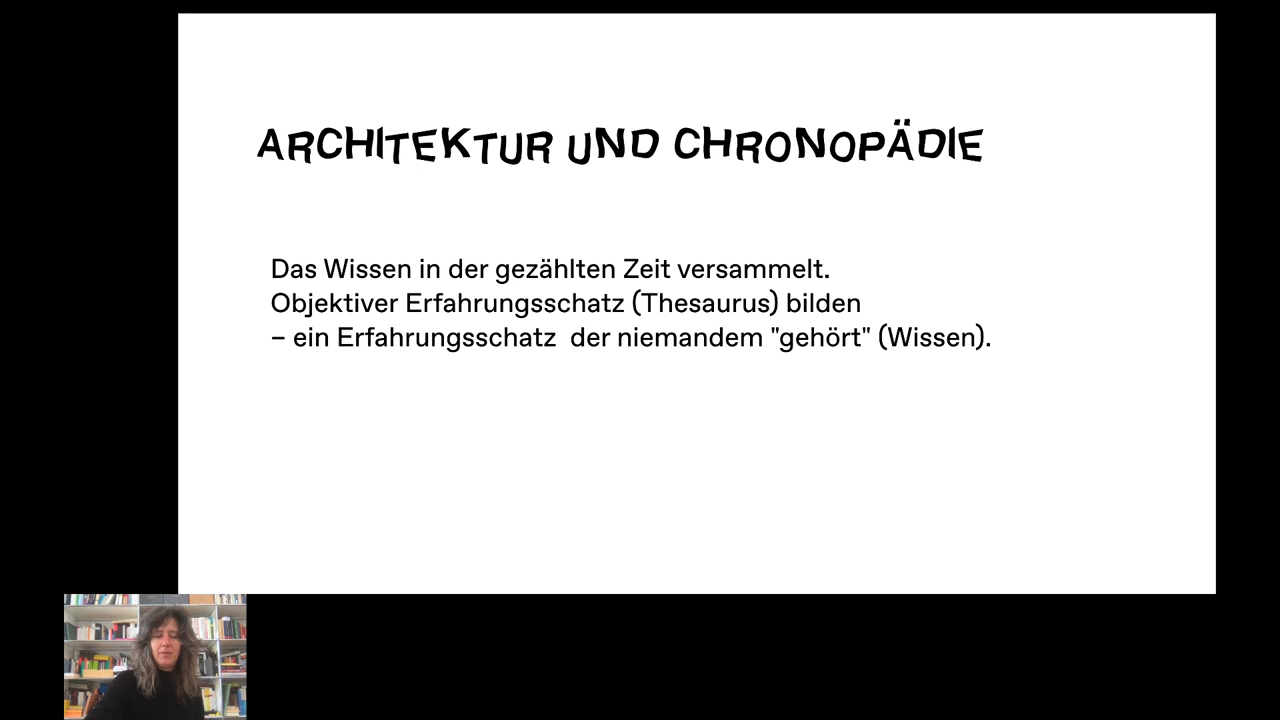 ARCHITEKTUR UND CHRONOPÄDIE
Das Wissen in der gezählten Zeit versammelt.
Objektiver Erfahrungsschatz (Thesaurus) bilden
– ein Erfahrungsschatz  der niemandem "gehört" (Wissen).